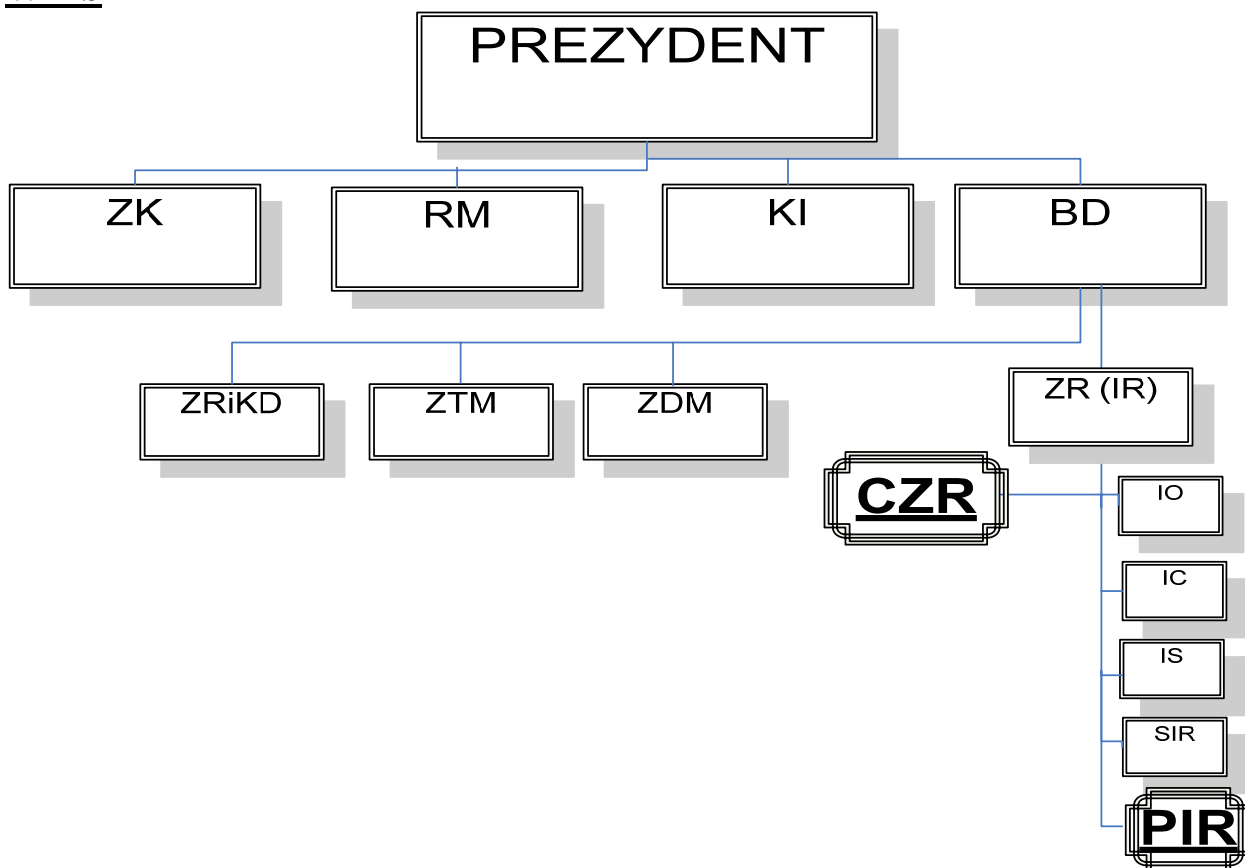 PREZYDENT
ZK
RM
KI
BD
ZRiKD
ZTM
ZDM
ZR (IR)
CZR
IO
IC
IS
SIR
PIR